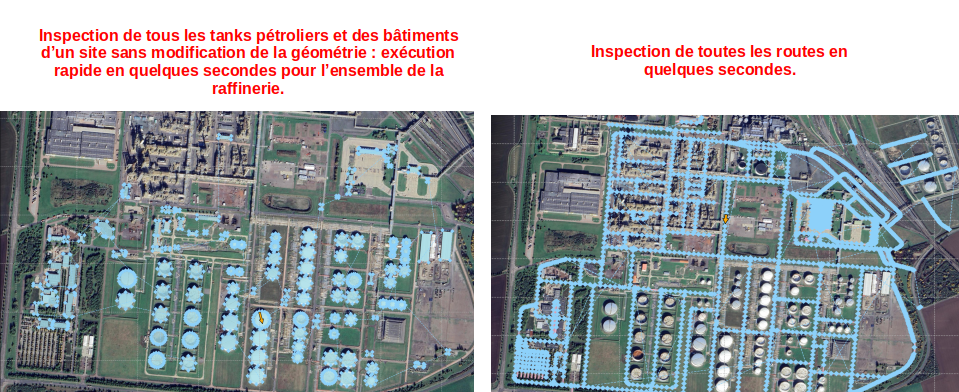 Inspection de tous les tanks pétroliers et des bâtiments
d'un site sans modification de la géométrie : exécution
rapide en quelques secondes pour l'ensemble de la
raffinerie.
Inspection de toutes les routes en
quelques secondes.